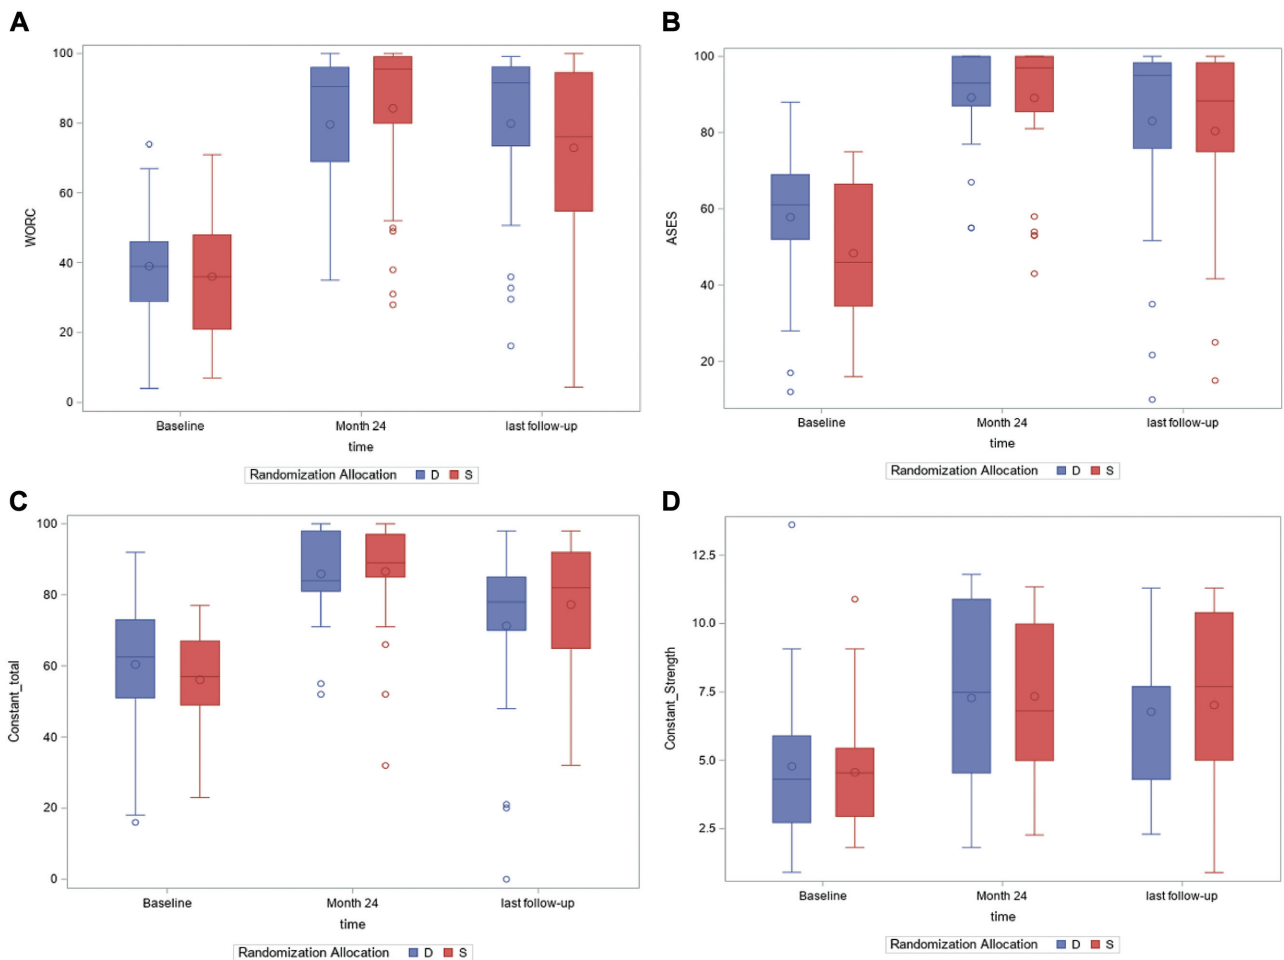 A
100
80
60
40
20
0
WORC
Baseline
Month 24
last follow-up
time
Randomization Allocation D S
B
100
80
60
40
20
ASES
Baseline
Month 24
last follow-up
time
Randomization Allocation D S
C
100
80
60
40
20
0
Constant_total
Baseline
Month 24
last follow-up
time
Randomization Allocation D S
D
12.5
10.0
7.5
5.0
2.5
Constant_Strength
Baseline
Month 24
last follow-up
time
Randomization Allocation D S